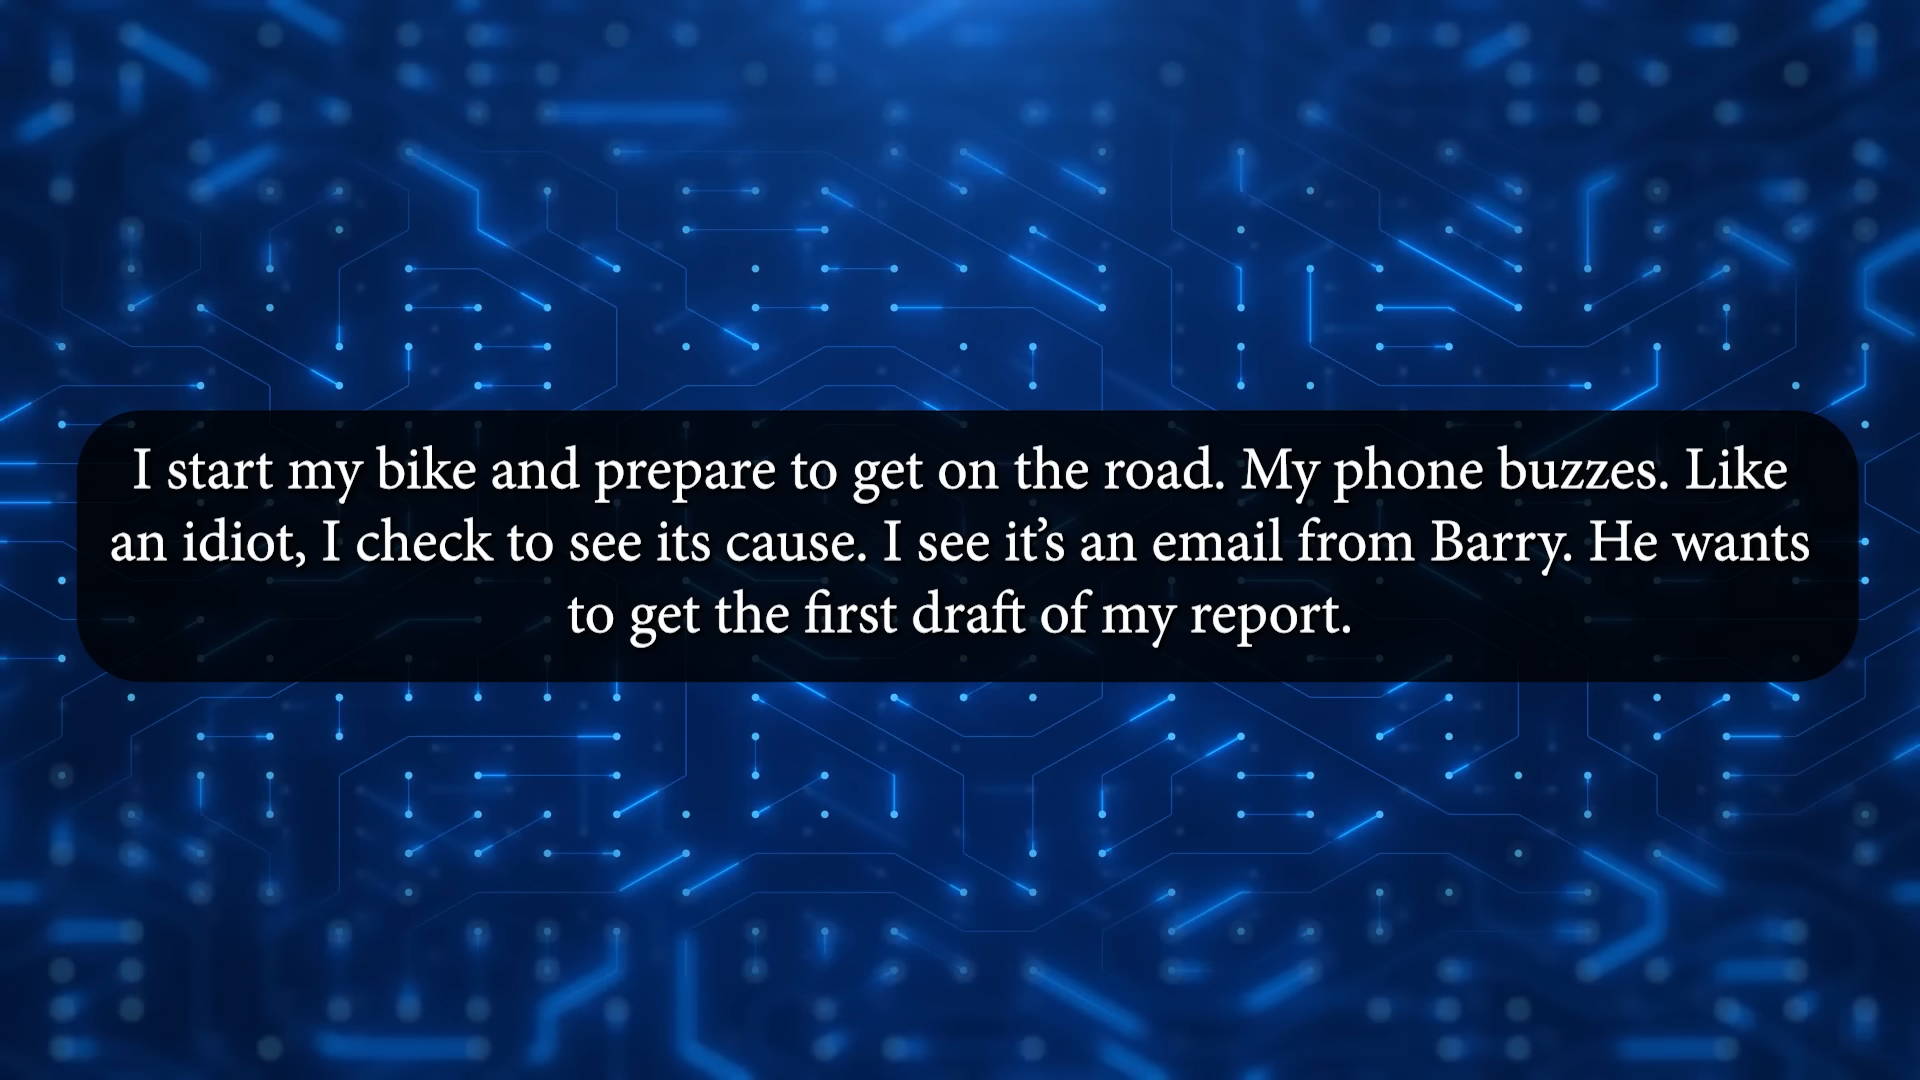 I start my bike and prepare to get on the road. My phone buzzes. Like
an idiot, I check to see its cause. I see it’s an email from Barry. He wants
to get the first draft of my report.